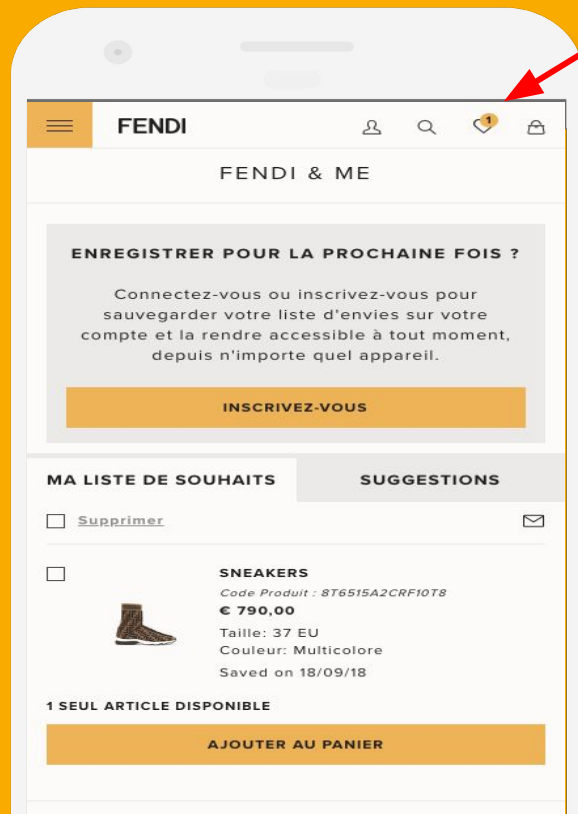 FENDI
1
FENDI & ME
ENREGISTRER POUR LA PROCHAINE FOIS ?
Connectez-vous ou inscrivez-vous pour
sauvegarder votre liste d'envies sur votre
compte et la rendre accessible à tout moment,
depuis n'importe quel appareil.
INSCRIVEZ-VOUS
MA LISTE DE SOUHAITS
SUGGESTIONS
Supprimer
SNEAKERS
Code Produit : 8T6515A2CRF10T8
€ 790,00
Taille: 37 EU
Couleur: Multicolore
Saved on 18/09/18
1 SEUL ARTICLE DISPONIBLE
AJOUTER AU PANIER